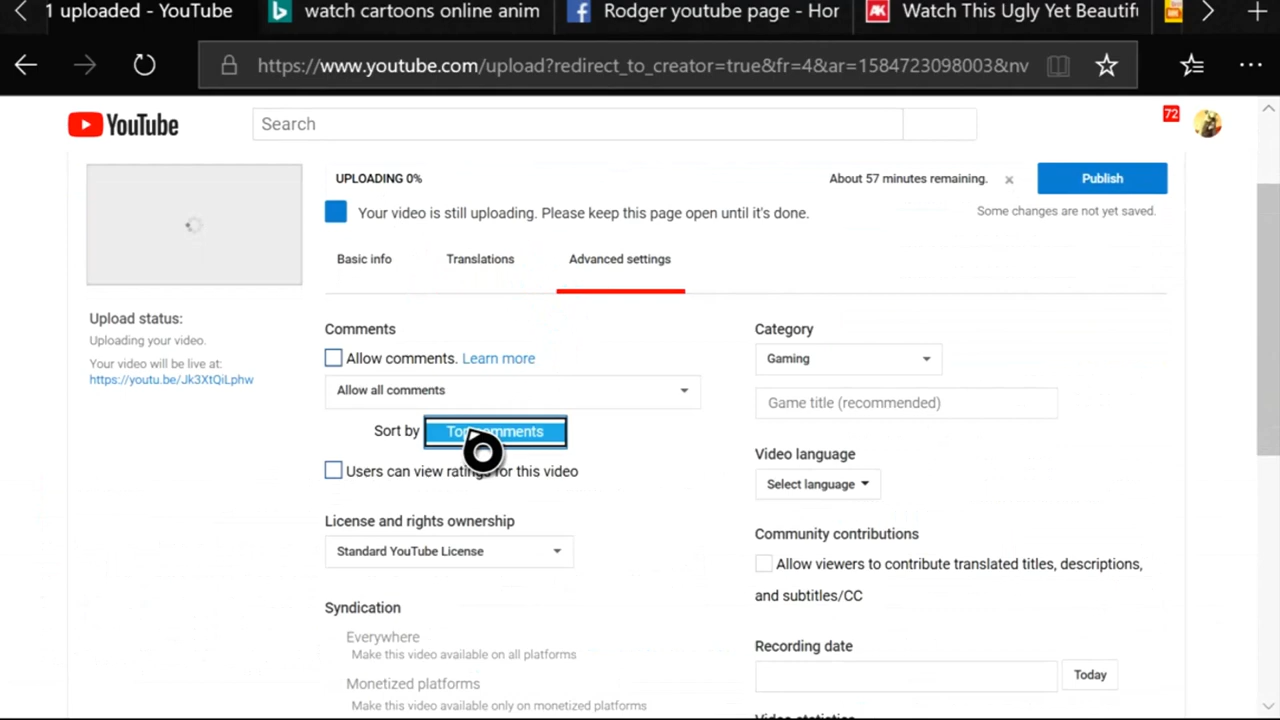 1 uploaded - YouTube
watch cartoons online anim
Rodger youtube page - Hor
Watch This Ugly Yet Beautifu
https://www.youtube.com/upload?redirect_to_creator=true&fr=4&ar=1584723098003&nv
YouTube
Search
72
UPLOADING 0%
About 57 minutes remaining.
Publish
Your video is still uploading. Please keep this page open until it's done.
Some changes are not yet saved.
Basic info
Translations
Advanced settings
Upload status:
Uploading your video.
Your video will be live at:
https://youtu.be/Jk3XtQiLphw
Comments
Allow comments. Learn more
Allow all comments
Sort by Top comments
Users can view ratings for this video
License and rights ownership
Standard YouTube License
Syndication
Everywhere
Make this video available on all platforms
Monetized platforms
Make this video available only on monetized platforms
Category
Gaming
Game title (recommended)
Video language
Select language
Community contributions
Allow viewers to contribute translated titles, descriptions,
and subtitles/CC
Recording date
Today
Video statistics